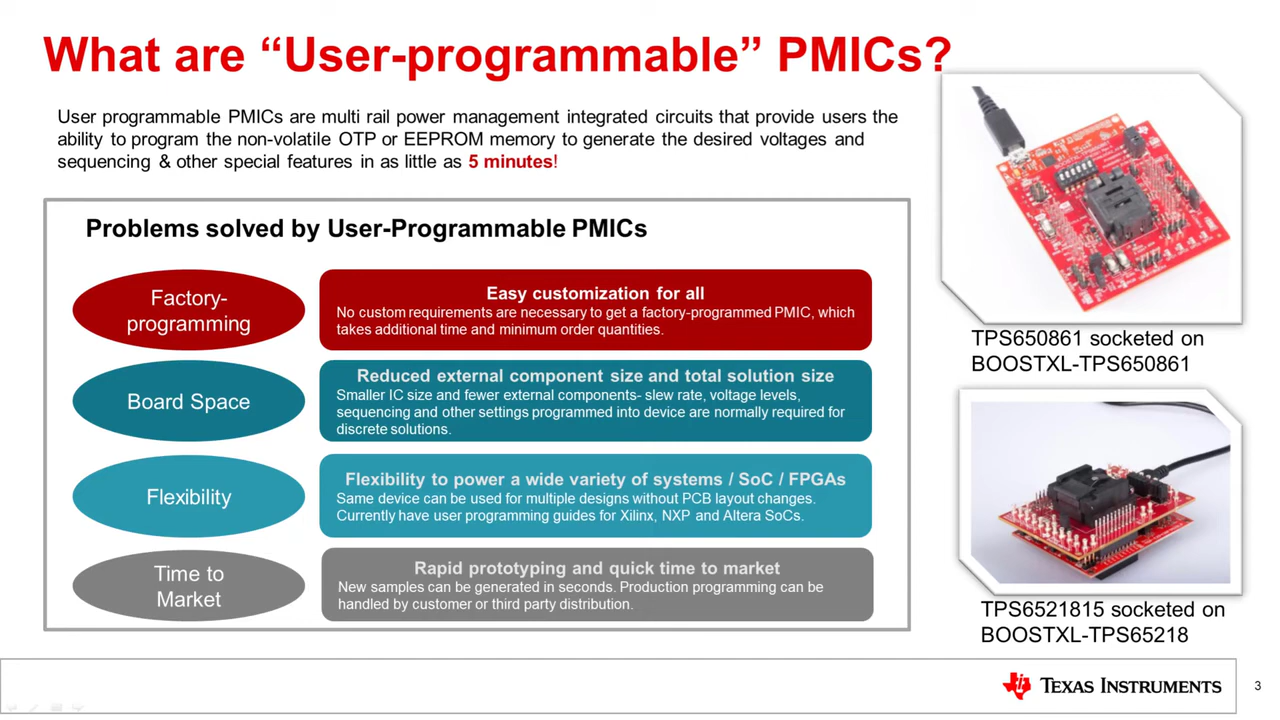 What are “User-programmable” PMICs?
User programmable PMICs are multi rail power management integrated circuits that provide users the
ability to program the non-volatile OTP or EEPROM memory to generate the desired voltages and
sequencing & other special features in as little as 5 minutes!
Problems solved by User-Programmable PMICs
Factory-
programming
Easy customization for all
No custom requirements are necessary to get a factory-programmed PMIC, which
takes additional time and minimum order quantities.
Board Space
Reduced external component size and total solution size
Smaller IC size and fewer external components- slew rate, voltage levels,
sequencing and other settings programmed into device are normally required for
discrete solutions.
Flexibility
Flexibility to power a wide variety of systems / SoC / FPGAs
Same device can be used for multiple designs without PCB layout changes.
Currently have user programming guides for Xilinx, NXP and Altera SoCs.
Time to
Market
Rapid prototyping and quick time to market
New samples can be generated in seconds. Production programming can be
handled by customer or third party distribution.
TPS650861 socketed on
BOOSTXL-TPS650861
TPS6521815 socketed on
BOOSTXL-TPS65218
TEXAS INSTRUMENTS
3